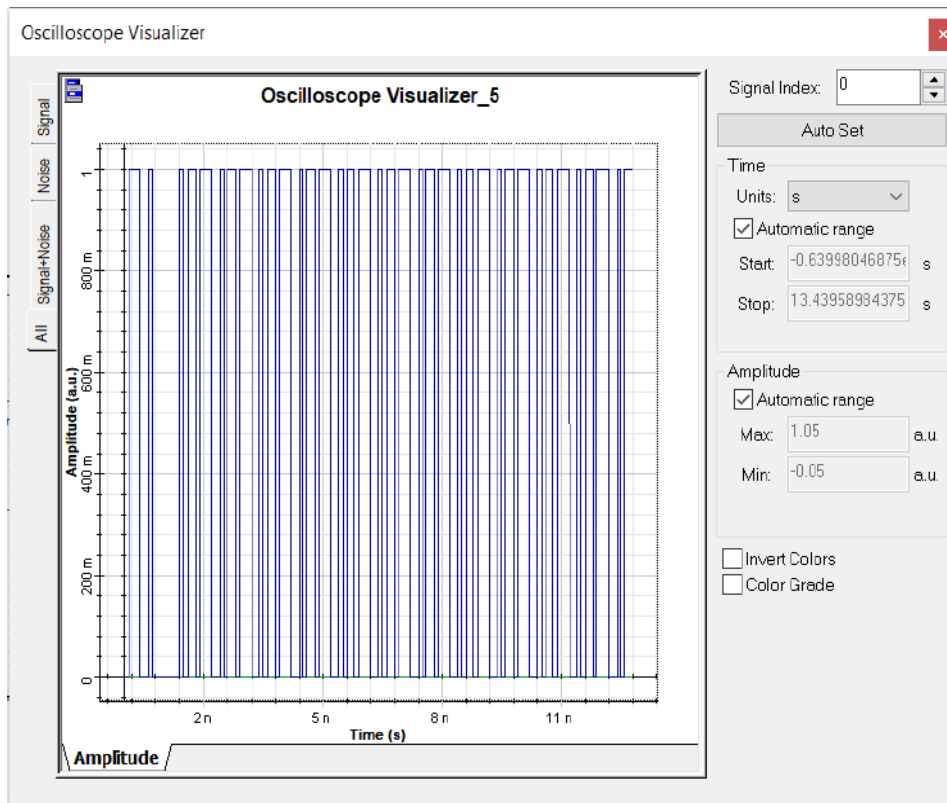 Oscilloscope Visualizer
x
Signal
Noise
Signal+Noise
All
Oscilloscope Visualizer_5
Amplitude (a.u.)
1
800 m
600 m
400 m
200 m
0
2 n
5 n
8 n
11 n
Time (s)
Amplitude
Signal Index: 0
Auto Set
Time
Units: s
Automatic range
Start: -0.63998046875e s
Stop: 13.43958984375 s
Amplitude
Automatic range
Max: 1.05 a.u.
Min: -0.05 a.u.
Invert Colors
Color Grade